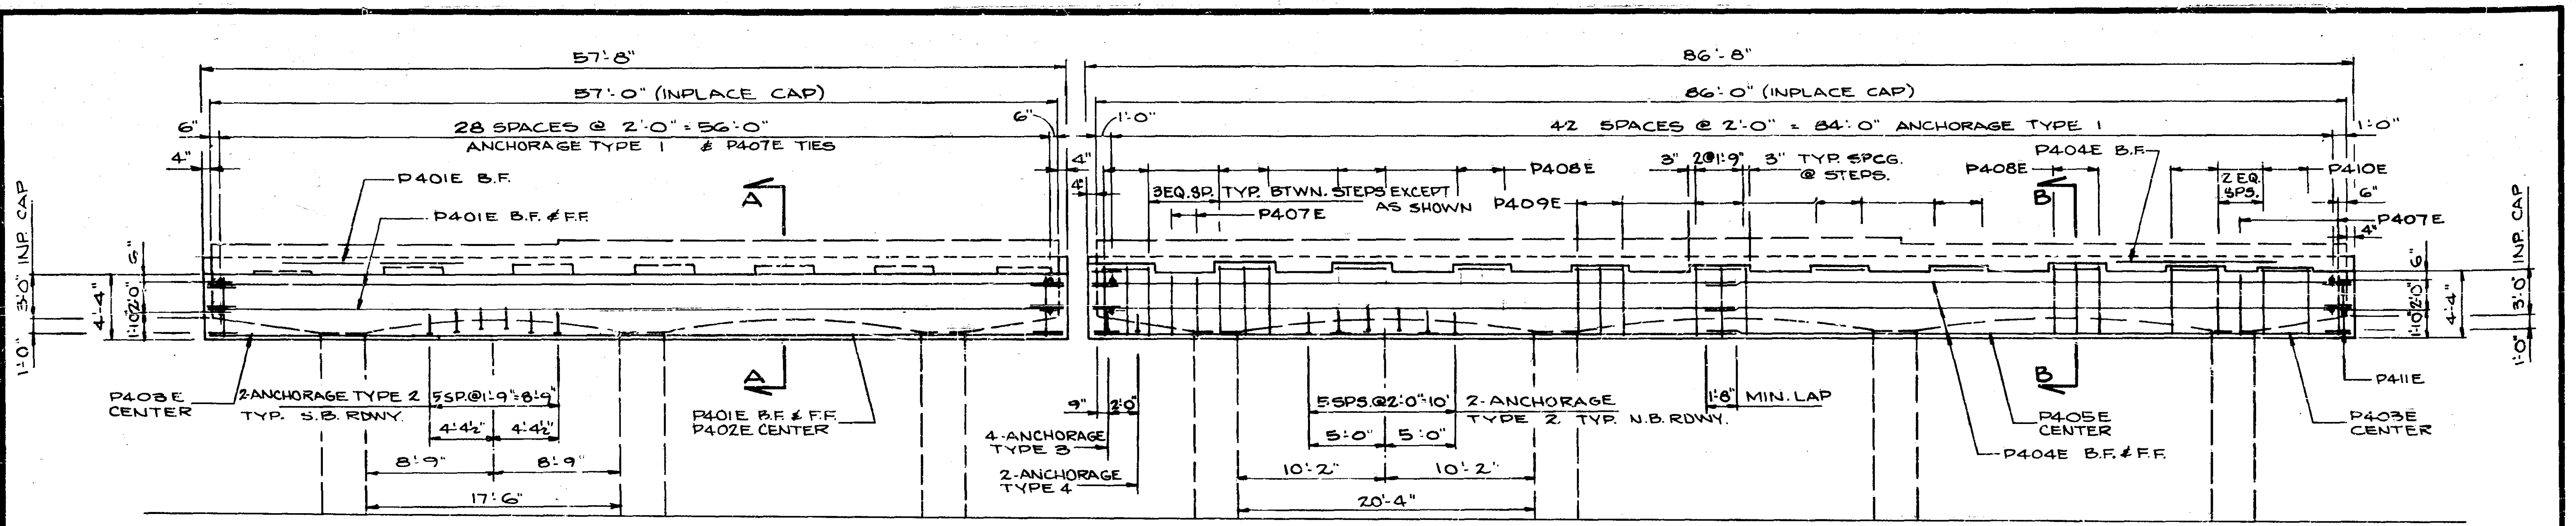 57'-8"
86'-8"
57'-0" (INPLACE CAP)
86'-0" (INPLACE CAP)
6"
28 SPACES @ 2'-0" = 56'-0"
6"
1'-0"
42 SPACES @ 2'-0" = 84'-0" ANCHORAGE TYPE 1
1'-0"
ANCHORAGE TYPE 1 & P407E TIES
4"
4"
4"
P401E B.F.
A
P408E
3" 2@1'-9" 3" TYP. SPCG.
@ STEPS.
P408E
P404E B.F.
P410E
3EQ.SP. TYP. BTWN. STEPS EXCEPT
AS SHOWN
P409E
B
2 EQ.
SPS.
6"
P401E B.F. & F.F.
P407E
P407E
4"
1'-0" 3'-0" INP. CAP
4'-4"
1'-10" 2'-0" 6"
6"
1'-10" 2'-0"
4'-4"
1'-0" 3'-0" INP. CAP
P403E
CENTER
2-ANCHORAGE TYPE 2
TYP. S.B. RDWY.
5SP.@1'-9"=8'-9"
A
P401E B.F. & F.F.
P402E CENTER
4'-4½" 4'-4½"
8'-9" 8'-9"
17'-6"
9" 2'-0"
4-ANCHORAGE
TYPE 3
2-ANCHORAGE
TYPE 4
5 SPS.@2'-0"=10'
2-ANCHORAGE
TYPE 2 TYP. N.B. RDWY.
5'-0" 5'-0"
10'-2" 10'-2"
20'-4"
1'-8" MIN. LAP
B
P411E
P405E
CENTER
P403E
CENTER
P404E B.F. & F.F.